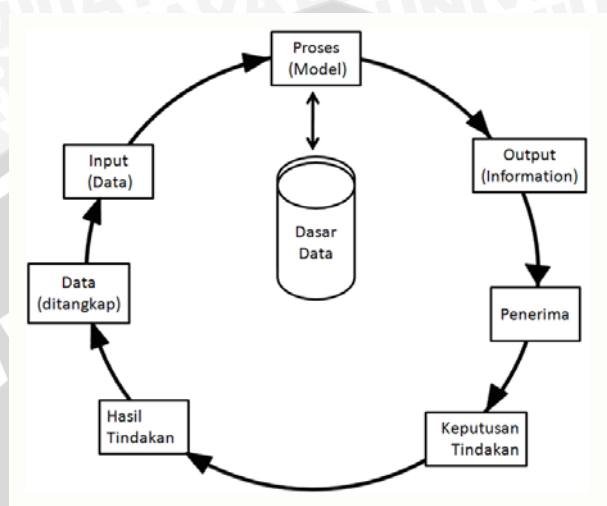 Proses
(Model)
Output
(Information)
Penerima
Keputusan
Tindakan
Hasil
Tindakan
Data
(ditangkap)
Input
(Data)
Dasar
Data